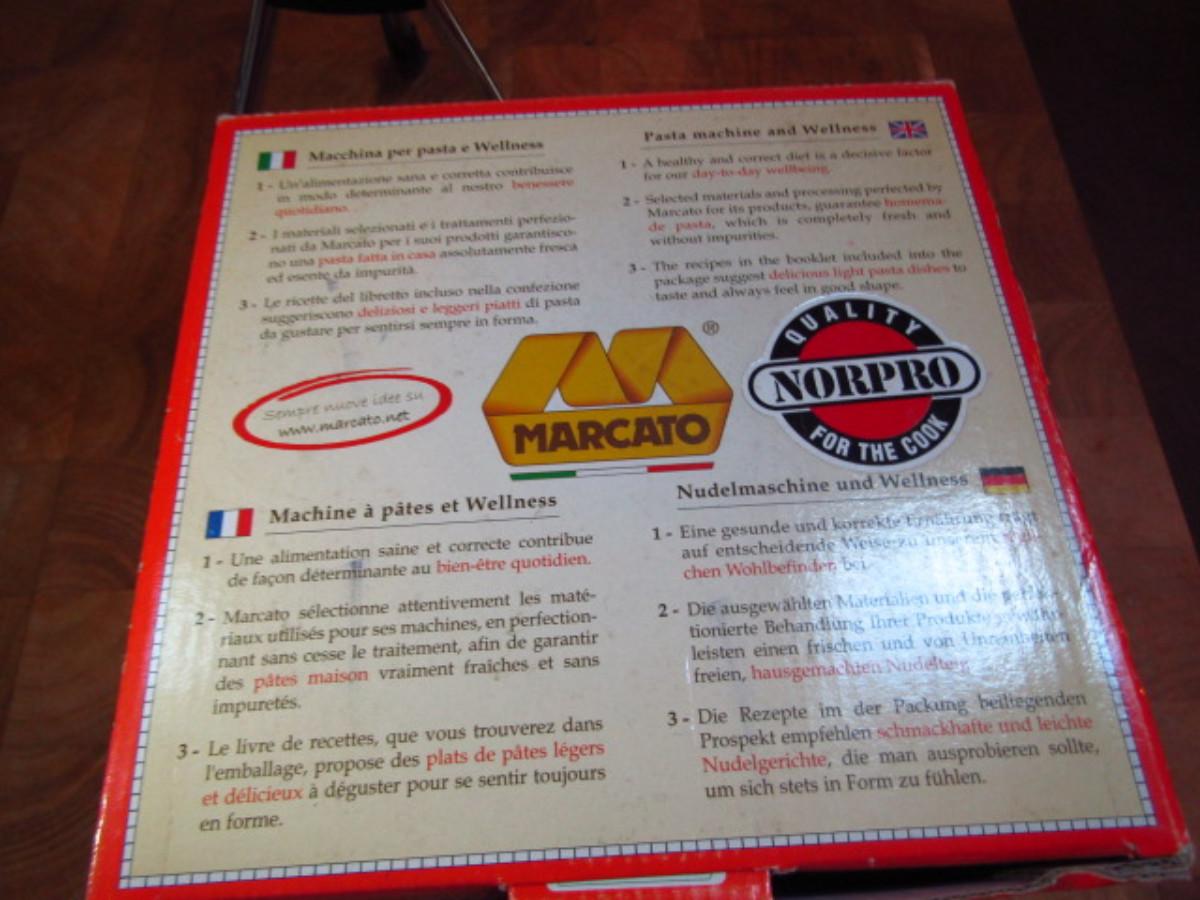 Macchina per pasta e Wellness
1 - Un'alimentazione sana e corretta contribuisce
in modo determinante al nostro benessere
quotidiano.
2 - I materiali selezionati e i trattamenti perfezio-
nati da Marcato per i suoi prodotti garantisco-
no una pasta fatta in casa assolutamente fresca
ed esente da impurità.
3 - Le ricette del libretto incluso nella confezione
suggeriscono deliziosi e leggeri piatti di pasta
da gustare per sentirsi sempre in forma.
Pasta machine and Wellness
1 - A healthy and correct diet is a decisive factor
for our day-to-day wellbeing.
2 - Selected materials and processing perfected by
Marcato for its products, guarantee homema-
de pasta, which is completely fresh and
without impurities.
3 - The recipes in the booklet included into the
package suggest delicious light pasta dishes to
taste and always feel in good shape.
Sempre nuove idee su
www.marcato.net
MARCATO ®
QUALITY
NORPRO
FOR THE COOK
Machine à pâtes et Wellness
1 - Une alimentation saine et correcte contribue
de façon déterminante au bien-être quotidien.
2 - Marcato sélectionne attentivement les maté-
riaux utilisés pour ses machines, en perfection-
nant sans cesse le traitement, afin de garantir
des pâtes maison vraiment fraîches et sans
impuretés.
3 - Le livre de recettes, que vous trouverez dans
l'emballage, propose des plats de pâtes légers
et délicieux à déguster pour se sentir toujours
en forme.
Nudelmaschine und Wellness
1 - Eine gesunde und korrekte Ernährung trägt
auf entscheidende Weise zu unserem
chen Wohlbefinden bei.
2 - Die ausgewählten Materialien und die
tionierte Behandlung Ihrer Produkte
leisten einen frischen und von Unreinheiten
freien, hausgemachten Nudelteig.
3 - Die Rezepte im der Packung beiliegenden
Prospekt empfehlen schmackhafte und leichte
Nudelgerichte, die man ausprobieren sollte,
um sich stets in Form zu fühlen.